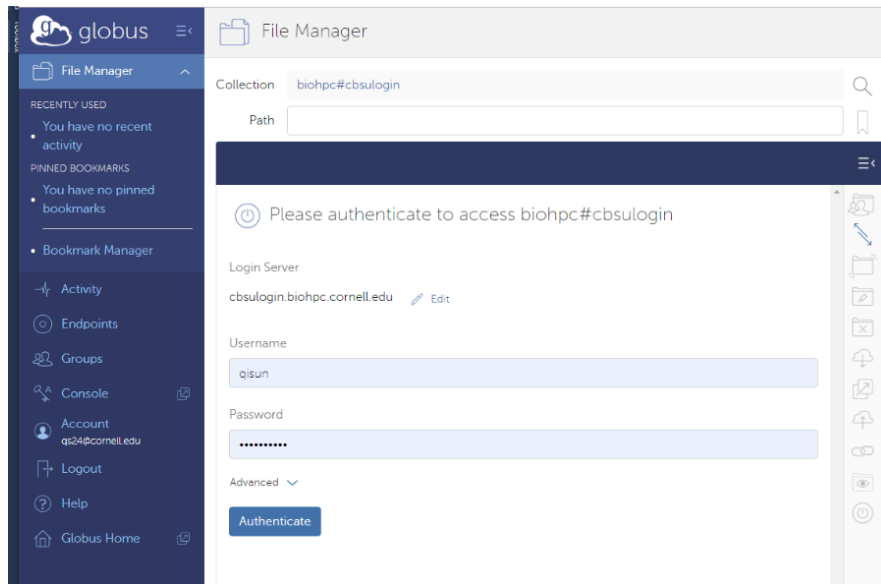 globus
File Manager
RECENTLY USED
You have no recent
activity
PINNED BOOKMARKS
You have no pinned
bookmarks
Bookmark Manager
Activity
Endpoints
Groups
Console
Account
qs24@cornell.edu
Logout
Help
Globus Home
File Manager
Collection biohpc#cbsulogin
Path
Please authenticate to access biohpc#cbsulogin
Login Server
cbsulogin.biohpc.cornell.edu Edit
Username
qisun
Password
••••••••••
Advanced
Authenticate